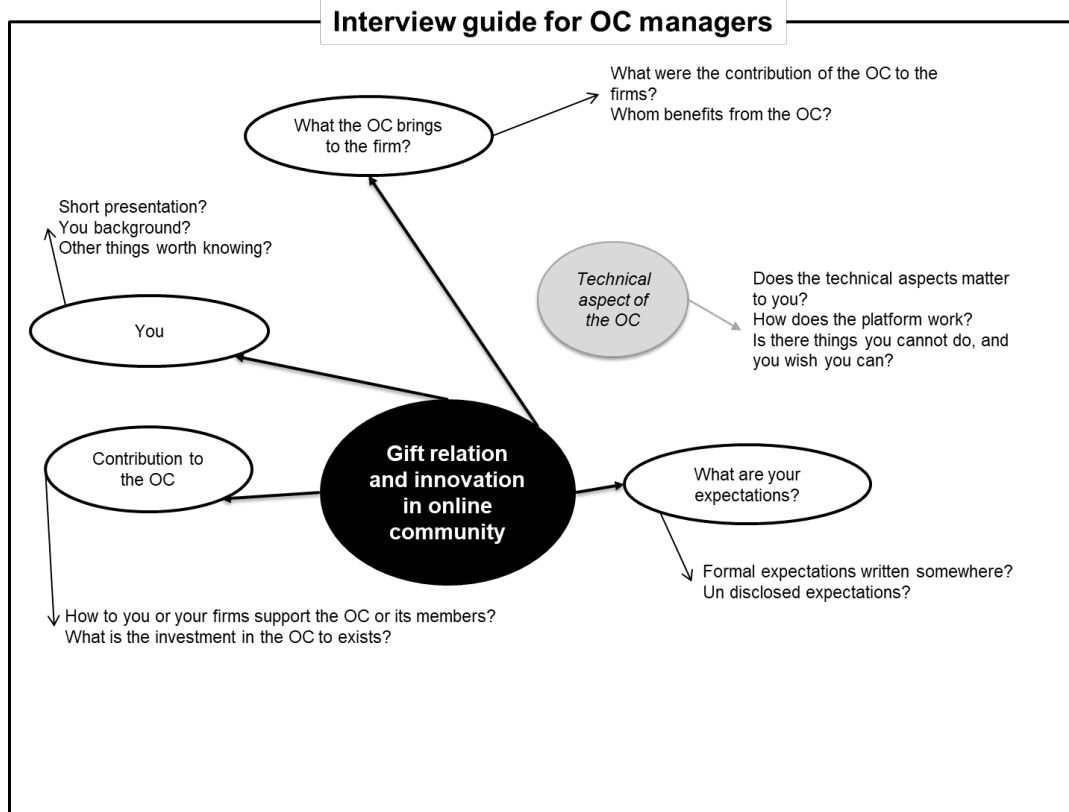 Interview guide for OC managers
What were the contribution of the OC to the
firms?
Whom benefits from the OC?
What the OC brings
to the firm?
Short presentation?
You background?
Other things worth knowing?
Technical
aspect of
the OC
Does the technical aspects matter
to you?
How does the platform work?
Is there things you cannot do, and
you wish you can?
You
Gift relation
and innovation
in online
community
Contribution to
the OC
What are your
expectations?
Formal expectations written somewhere?
Un disclosed expectations?
How to you or your firms support the OC or its members?
What is the investment in the OC to exists?